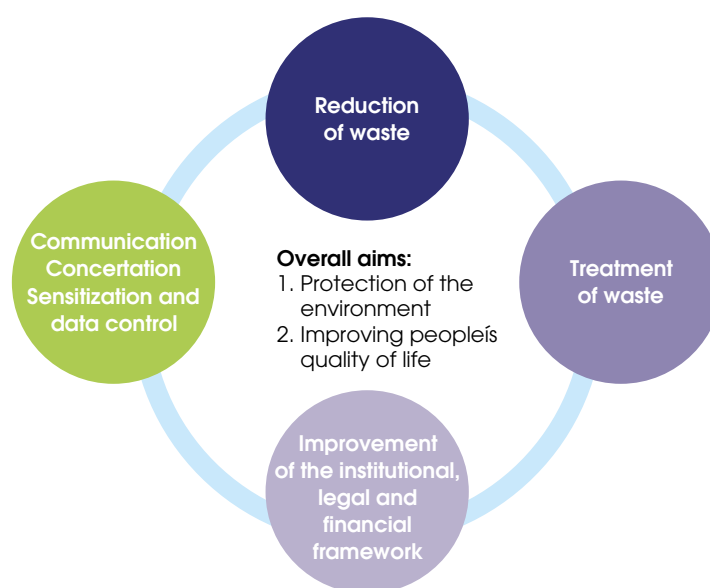 Reduction
of waste
Communication
Concertation
Sensitization and
data control
Overall aims:
1. Protection of the
environment
2. Improving peopleís
quality of life
Treatment
of waste
Improvement
of the institutional,
legal and
financial
framework